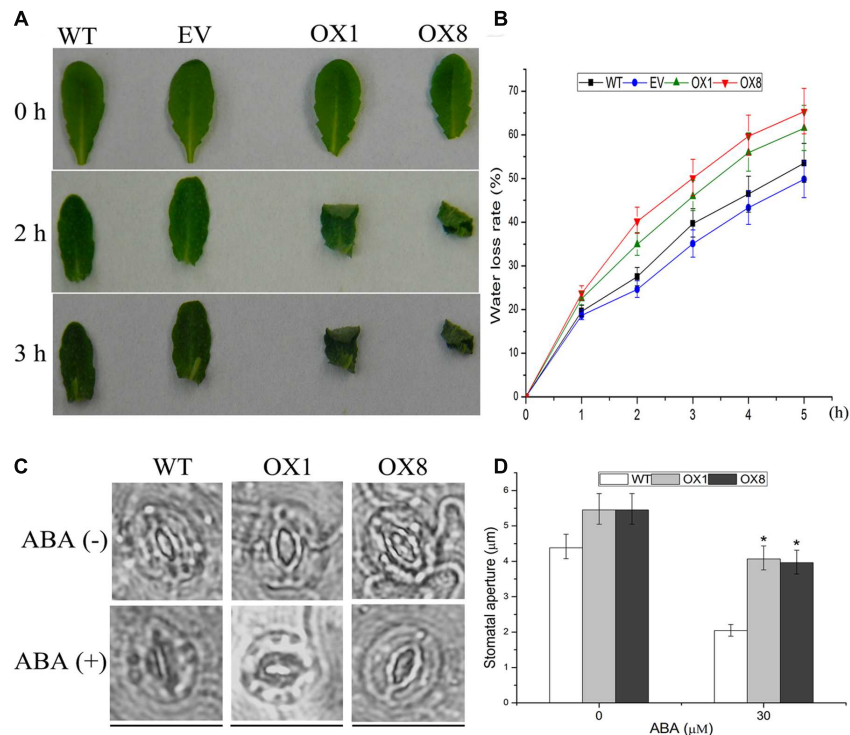 A
WT EV OX1 OX8
0 h
2 h
3 h
B
WT EV OX1 OX8
Water loss rate (%)
70
60
50
40
30
20
10
0
0 1 2 3 4 5 (h)
C
WT OX1 OX8
ABA (-)
ABA (+)
D
WT OX1 OX8
Stomatal aperture (μm)
6
5
4
3
2
1
0
* *
0 30
ABA (μM)